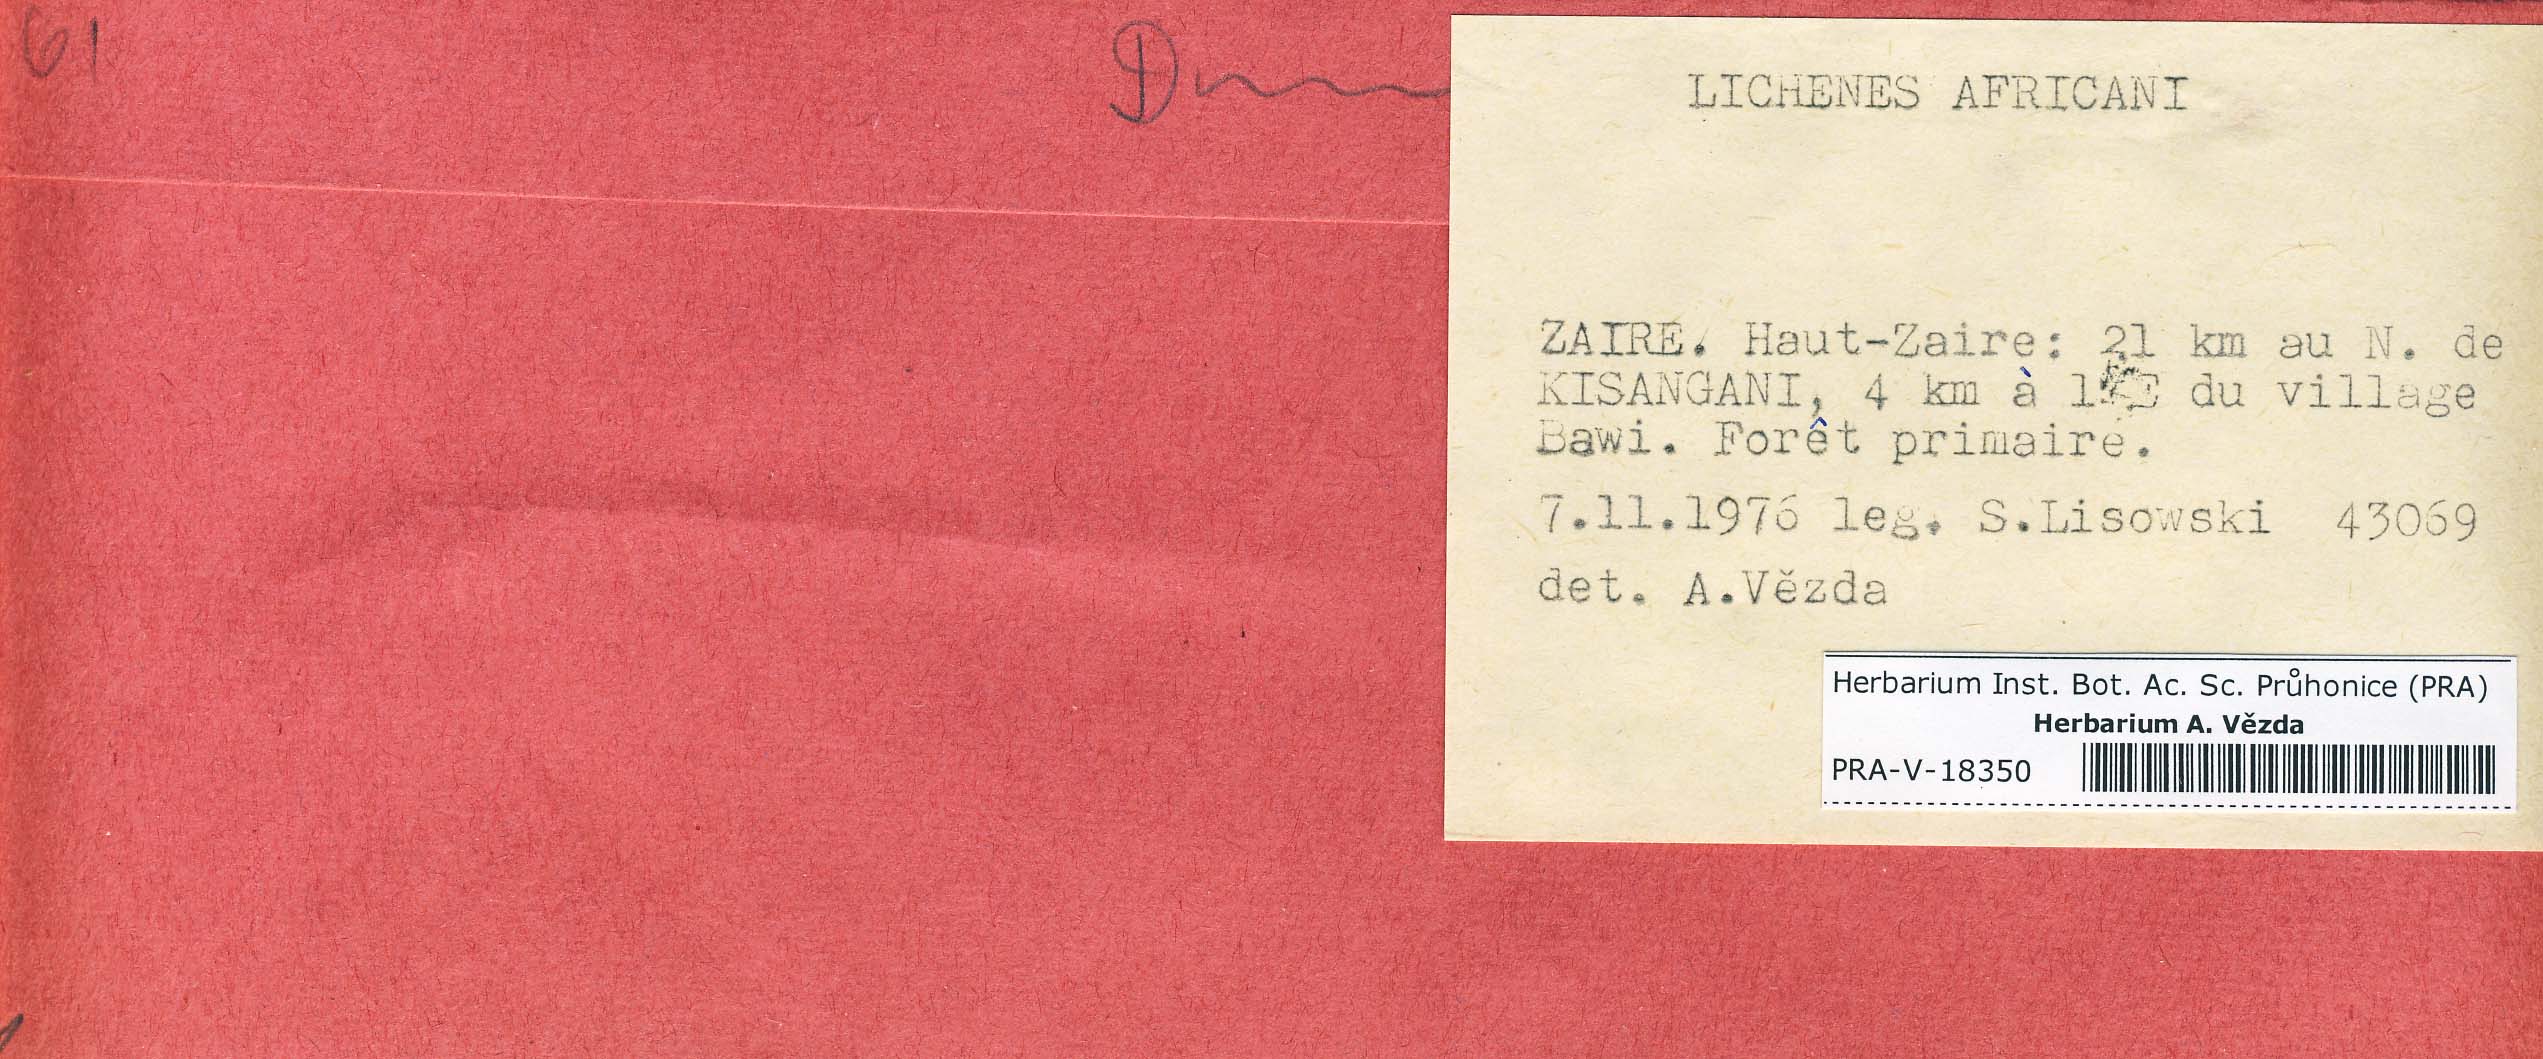 61
LICHENES AFRICANI
ZAIRE. Haut-Zaire: 21 km au N. de
KISANGANI, 4 km à l'E du village
Bawi. Forêt primaire.
7.11.1976 leg. S.Lisowski 43069
det. A.Vězda
Herbarium Inst. Bot. Ac. Sc. Průhonice (PRA)
Herbarium A. Vězda
PRA-V-18350